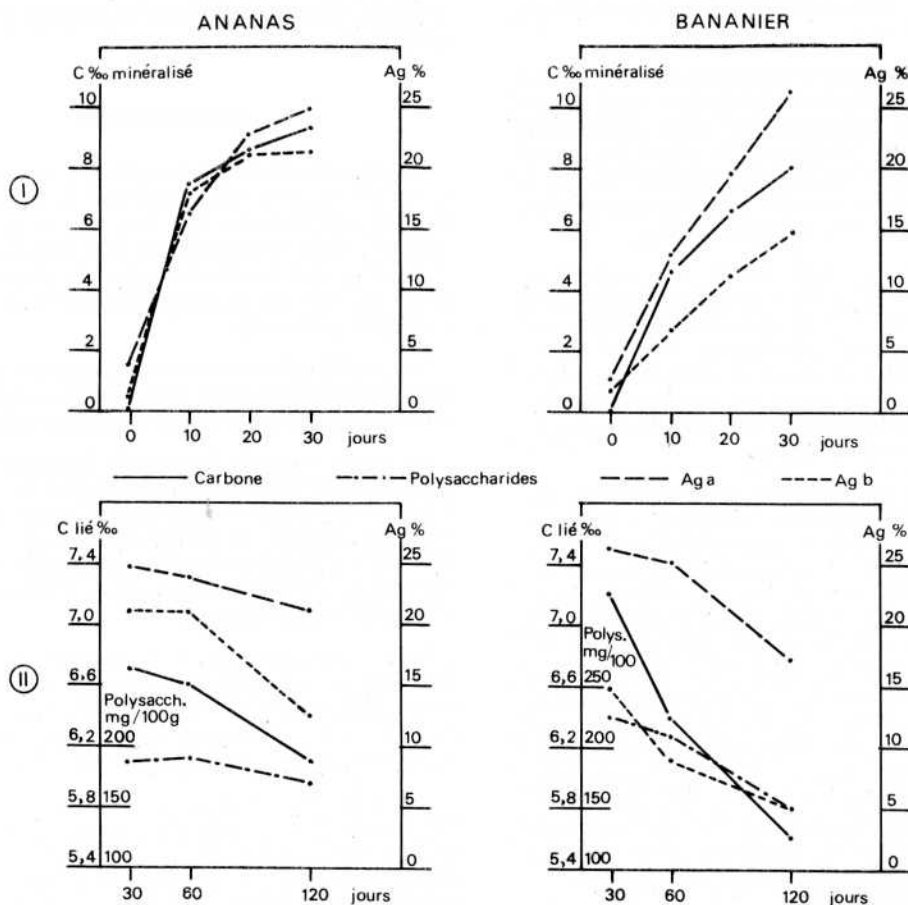 ANANAS
BANANIER
C ‰ minéralisé
Ag %
C ‰ minéralisé
Ag %
10
25
10
25
8
20
8
20
I
6
15
6
15
4
10
4
10
2
5
2
5
0
0
0
0
0 10 20 30 jours
0 10 20 30 jours
Carbone
Polysaccharides
Ag a
Ag b
C lié ‰
Ag %
C lié ‰
Ag %
7,4
25
7,4
25
7,0
20
7,0
20
Polys.
mg/100
II
6,6
15
6,6
250
15
Polysacch.
mg/100g
6,2
200
10
6,2
200
10
5,8
150
5
5,8
150
5
5,4
100
0
5,4
100
0
30 60 120 jours
30 60 120 jours